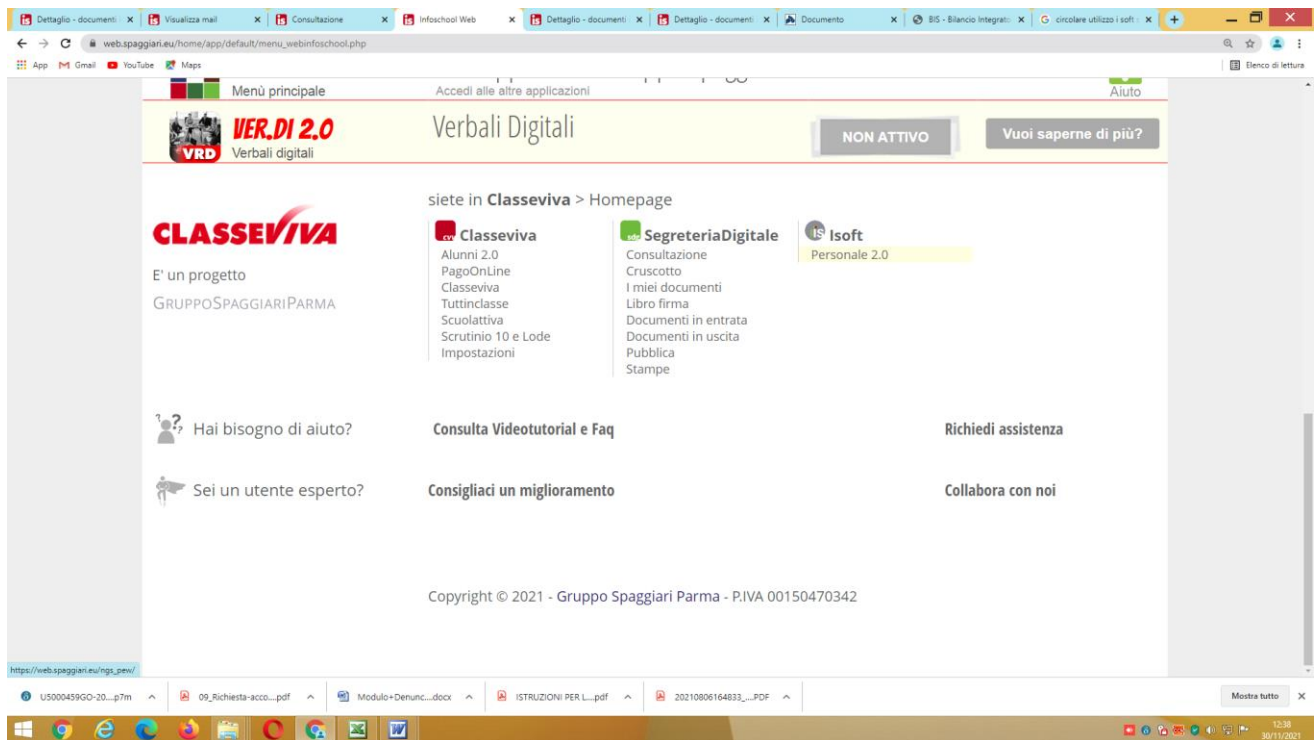 Dettaglio - documenti
Visualizza mail
Consultazione
Infoschool Web
Dettaglio - documenti
Dettaglio - documenti
Documento
BIS - Bilancio Integrato
G circolare utilizzo i soft
web.spaggiari.eu/home/app/default/menu_webinfoschool.php
App Gmail YouTube Maps
Elenco di lettura
Menù principale
Accedi alle altre applicazioni
Aiuto
VER.DI 2.0
VRD
Verbali digitali
Verbali Digitali
NON ATTIVO
Vuoi saperne di più?
siete in Classeviva > Homepage
CLASSEVIVA
E' un progetto
GRUPPOSPAGGIARIPARMA
cvv Classeviva
Alunni 2.0
PagoOnLine
Classeviva
Tuttinclasse
Scuolattiva
Scrutinio 10 e Lode
Impostazioni
sdg SegreteriaDigitale
Consultazione
Cruscotto
I miei documenti
Libro firma
Documenti in entrata
Documenti in uscita
Pubblica
Stampe
is Isoft
Personale 2.0
Hai bisogno di aiuto?
Consulta Videotutorial e Faq
Richiedi assistenza
Sei un utente esperto?
Consigliaci un miglioramento
Collabora con noi
Copyright © 2021 - Gruppo Spaggiari Parma - P.IVA 00150470342
https://web.spaggiari.eu/ngs_pew/
U5000459GO-20....p7m
09_Richiesta-acco....pdf
Modulo+Denunc....docx
ISTRUZIONI PER L....pdf
20210806164833_....PDF
Mostra tutto
12:38
30/11/2021